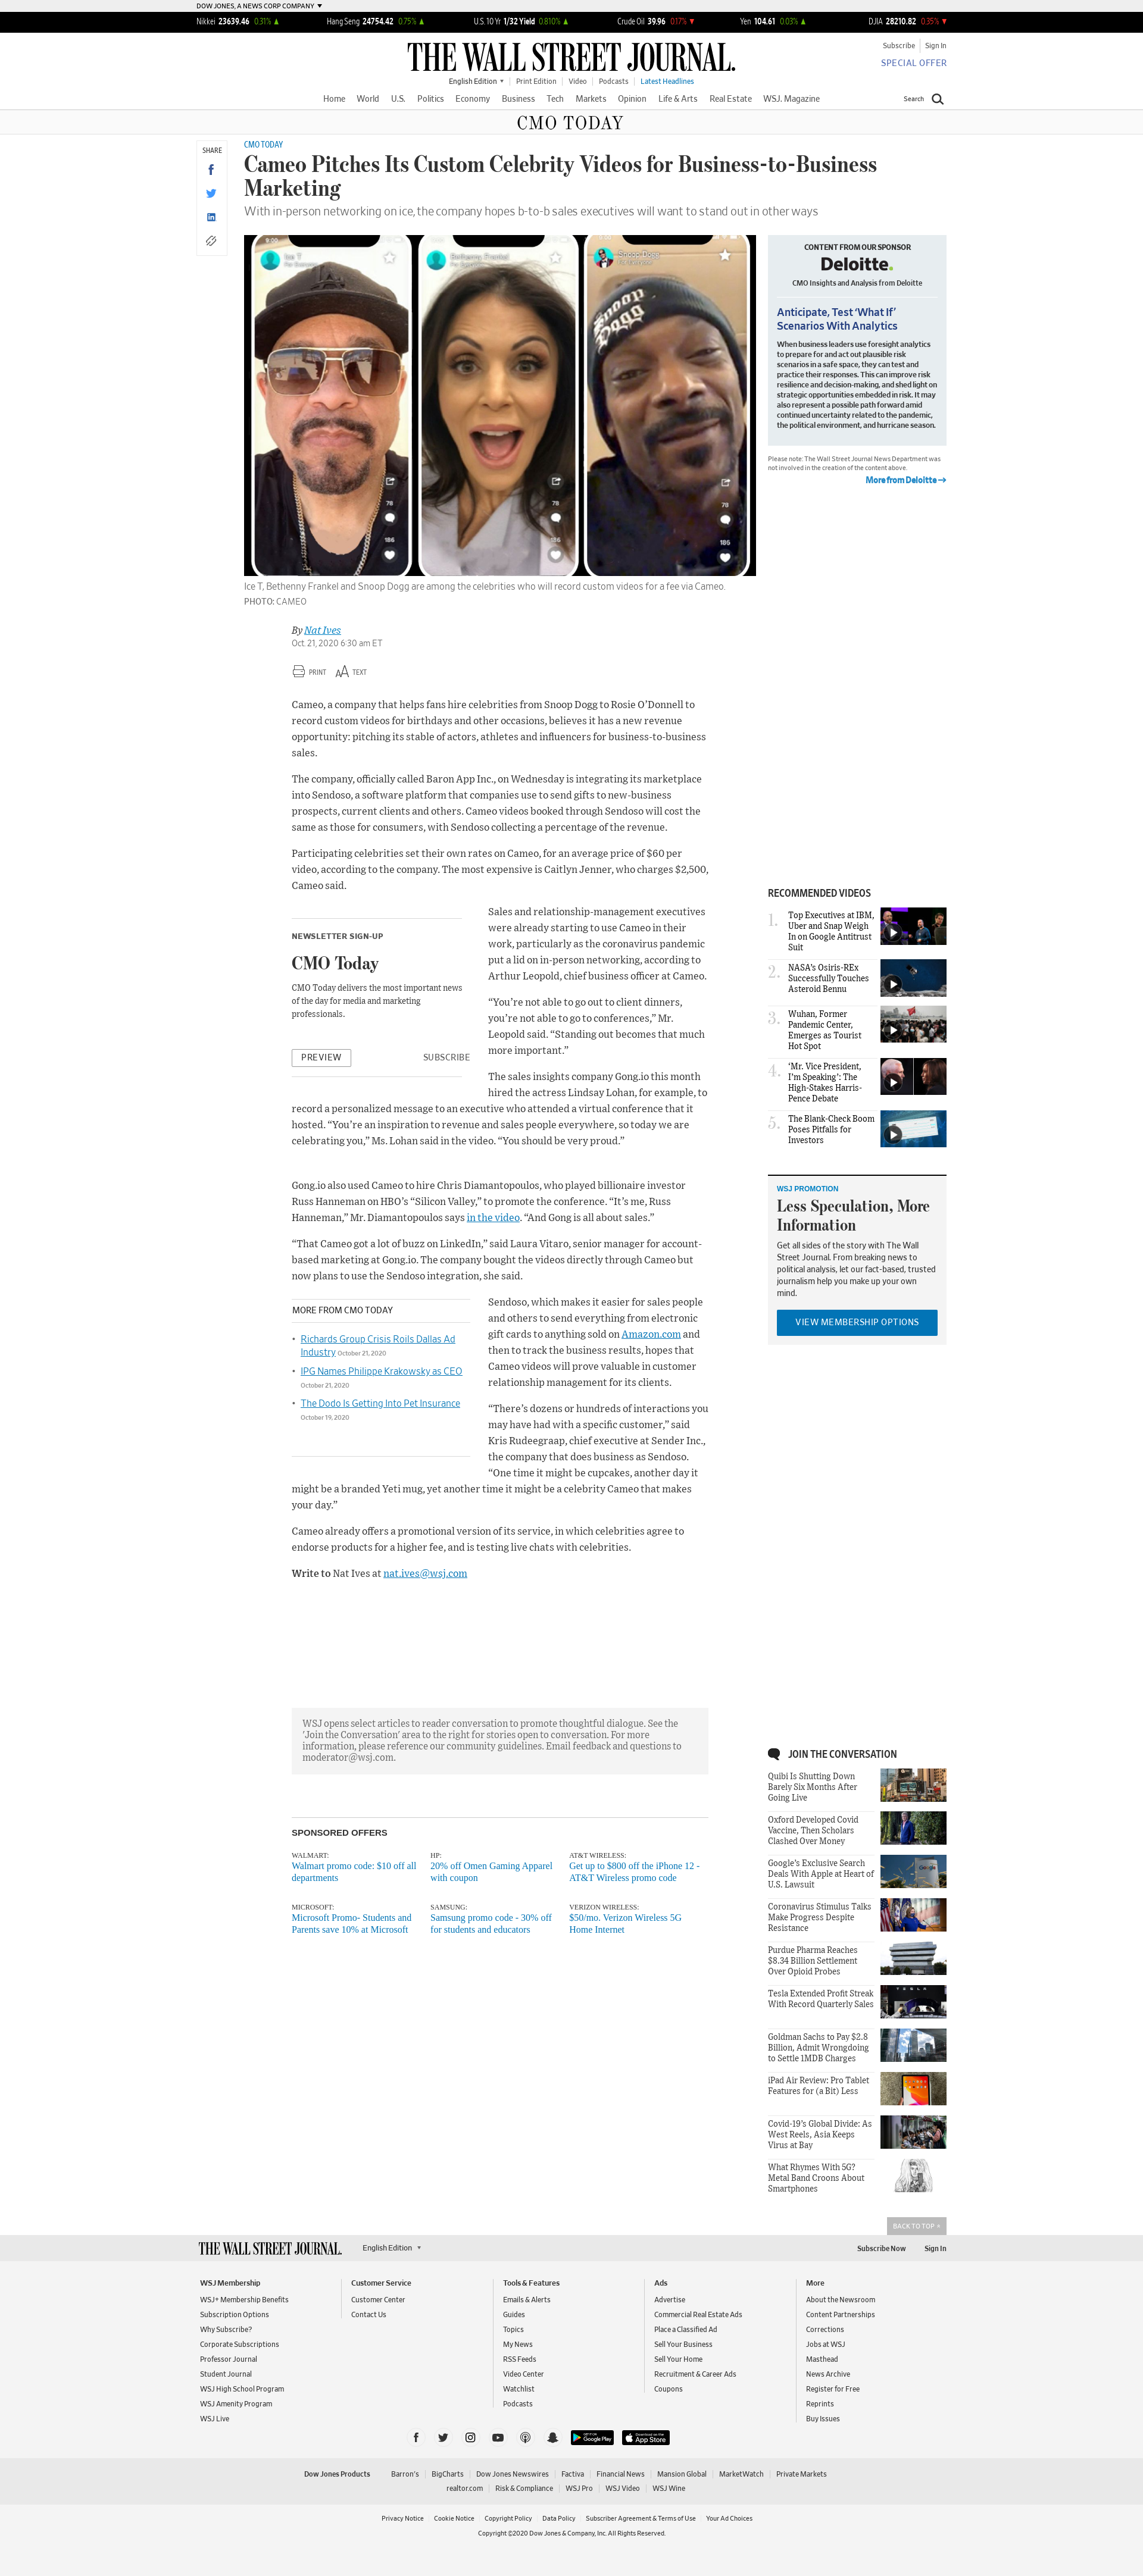 DOW JONES, A NEWS CORP COMPANY
Nikkei 23639.46 0.31%
Hang Seng 24754.42 0.75%
U.S. 10 Yr 1/32 Yield 0.810%
Crude Oil 39.96 0.17%
Yen 104.61 0.03%
DJIA 28210.82 0.35%
THE WALL STREET JOURNAL.
Subscribe Sign In
SPECIAL OFFER
English Edition Print Edition Video Podcasts Latest Headlines
Home World U.S. Politics Economy Business Tech Markets Opinion Life & Arts Real Estate WSJ. Magazine
Search
CMO TODAY
SHARE
CMO TODAY
Cameo Pitches Its Custom Celebrity Videos for Business-to-Business
Marketing
With in-person networking on ice, the company hopes b-to-b sales executives will want to stand out in other ways
Ice T
Bethenny Frankel
Snoop Dogg
78
186
78
186
78
186
Ice T, Bethenny Frankel and Snoop Dogg are among the celebrities who will record custom videos for a fee via Cameo.
PHOTO: CAMEO
By Nat Ives
Oct. 21, 2020 6:30 am ET
PRINT
TEXT
Cameo, a company that helps fans hire celebrities from Snoop Dogg to Rosie O’Donnell to
record custom videos for birthdays and other occasions, believes it has a new revenue
opportunity: pitching its stable of actors, athletes and influencers for business-to-business
sales.
The company, officially called Baron App Inc., on Wednesday is integrating its marketplace
into Sendoso, a software platform that companies use to send gifts to new-business
prospects, current clients and others. Cameo videos booked through Sendoso will cost the
same as those for consumers, with Sendoso collecting a percentage of the revenue.
Participating celebrities set their own rates on Cameo, for an average price of $60 per
video, according to the company. The most expensive is Caitlyn Jenner, who charges $2,500,
Cameo said.
NEWSLETTER SIGN-UP
CMO Today
CMO Today delivers the most important news
of the day for media and marketing
professionals.
PREVIEW
SUBSCRIBE
Sales and relationship-management executives
were already starting to use Cameo in their
work, particularly as the coronavirus pandemic
put a lid on in-person networking, according to
Arthur Leopold, chief business officer at Cameo.
“You’re not able to go out to client dinners,
you’re not able to go to conferences,” Mr.
Leopold said. “Standing out becomes that much
more important.”
The sales insights company Gong.io this month
hired the actress Lindsay Lohan, for example, to
record a personalized message to an executive who attended a virtual conference that it
hosted. “You’re an inspiration to revenue and sales people everywhere, so today we are
celebrating you,” Ms. Lohan said in the video. “You should be very proud.”
Gong.io also used Cameo to hire Chris Diamantopoulos, who played billionaire investor
Russ Hanneman on HBO’s “Silicon Valley,” to promote the conference. “It’s me, Russ
Hanneman,” Mr. Diamantopoulos says in the video. “And Gong is all about sales.”
“That Cameo got a lot of buzz on LinkedIn,” said Laura Vitaro, senior manager for account-
based marketing at Gong.io. The company bought the videos directly through Cameo but
now plans to use the Sendoso integration, she said.
MORE FROM CMO TODAY
• Richards Group Crisis Roils Dallas Ad
Industry October 21, 2020
• IPG Names Philippe Krakowsky as CEO
October 21, 2020
• The Dodo Is Getting Into Pet Insurance
October 19, 2020
Sendoso, which makes it easier for sales people
and others to send everything from electronic
gift cards to anything sold on Amazon.com and
then to track the business results, hopes that
Cameo videos will prove valuable in customer
relationship management for its clients.
“There’s dozens or hundreds of interactions you
may have had with a specific customer,” said
Kris Rudeegraap, chief executive at Sender Inc.,
the company that does business as Sendoso.
“One time it might be cupcakes, another day it
might be a branded Yeti mug, yet another time it might be a celebrity Cameo that makes
your day.”
Cameo already offers a promotional version of its service, in which celebrities agree to
endorse products for a higher fee, and is testing live chats with celebrities.
Write to Nat Ives at nat.ives@wsj.com
WSJ opens select articles to reader conversation to promote thoughtful dialogue. See the
‘Join the Conversation’ area to the right for stories open to conversation. For more
information, please reference our community guidelines. Email feedback and questions to
moderator@wsj.com.
SPONSORED OFFERS
WALMART:
Walmart promo code: $10 off all
departments
HP:
20% off Omen Gaming Apparel
with coupon
AT&T WIRELESS:
Get up to $800 off the iPhone 12 -
AT&T Wireless promo code
MICROSOFT:
Microsoft Promo- Students and
Parents save 10% at Microsoft
SAMSUNG:
Samsung promo code - 30% off
for students and educators
VERIZON WIRELESS:
$50/mo. Verizon Wireless 5G
Home Internet
CONTENT FROM OUR SPONSOR
Deloitte.
CMO Insights and Analysis from Deloitte
Anticipate, Test ‘What If’
Scenarios With Analytics
When business leaders use foresight analytics
to prepare for and act out plausible risk
scenarios in a safe space, they can test and
practice their responses. This can improve risk
resilience and decision-making, and shed light on
strategic opportunities embedded in risk. It may
also represent a possible path forward amid
continued uncertainty related to the pandemic,
the political environment, and hurricane season.
Please note: The Wall Street Journal News Department was
not involved in the creation of the content above.
More from Deloitte →
RECOMMENDED VIDEOS
1. Top Executives at IBM,
Uber and Snap Weigh
In on Google Antitrust
Suit
2. NASA’s Osiris-REx
Successfully Touches
Asteroid Bennu
3. Wuhan, Former
Pandemic Center,
Emerges as Tourist
Hot Spot
4. ‘Mr. Vice President,
I’m Speaking’: The
High-Stakes Harris-
Pence Debate
5. The Blank-Check Boom
Poses Pitfalls for
Investors
WSJ PROMOTION
Less Speculation, More
Information
Get all sides of the story with The Wall
Street Journal. From breaking news to
political analysis, let our fact-based, trusted
journalism help you make up your own
mind.
VIEW MEMBERSHIP OPTIONS
JOIN THE CONVERSATION
Quibi Is Shutting Down
Barely Six Months After
Going Live
Oxford Developed Covid
Vaccine, Then Scholars
Clashed Over Money
Google’s Exclusive Search
Deals With Apple at Heart of
U.S. Lawsuit
Coronavirus Stimulus Talks
Make Progress Despite
Resistance
Purdue Pharma Reaches
$8.34 Billion Settlement
Over Opioid Probes
Tesla Extended Profit Streak
With Record Quarterly Sales
TESLA
Goldman Sachs to Pay $2.8
Billion, Admit Wrongdoing
to Settle 1MDB Charges
iPad Air Review: Pro Tablet
Features for (a Bit) Less
Covid-19’s Global Divide: As
West Reels, Asia Keeps
Virus at Bay
What Rhymes With 5G?
Metal Band Croons About
Smartphones
BACK TO TOP
THE WALL STREET JOURNAL.
English Edition
Subscribe Now Sign In
WSJ Membership
WSJ+ Membership Benefits
Subscription Options
Why Subscribe?
Corporate Subscriptions
Professor Journal
Student Journal
WSJ High School Program
WSJ Amenity Program
WSJ Live
Customer Service
Customer Center
Contact Us
Tools & Features
Emails & Alerts
Guides
Topics
My News
RSS Feeds
Video Center
Watchlist
Podcasts
Ads
Advertise
Commercial Real Estate Ads
Place a Classified Ad
Sell Your Business
Sell Your Home
Recruitment & Career Ads
Coupons
More
About the Newsroom
Content Partnerships
Corrections
Jobs at WSJ
Masthead
News Archive
Register for Free
Reprints
Buy Issues
GET IT ON Google Play
Download on the App Store
Dow Jones Products Barron’s BigCharts Dow Jones Newswires Factiva Financial News Mansion Global MarketWatch Private Markets
realtor.com Risk & Compliance WSJ Pro WSJ Video WSJ Wine
Privacy Notice Cookie Notice Copyright Policy Data Policy Subscriber Agreement & Terms of Use Your Ad Choices
Copyright ©2020 Dow Jones & Company, Inc. All Rights Reserved.